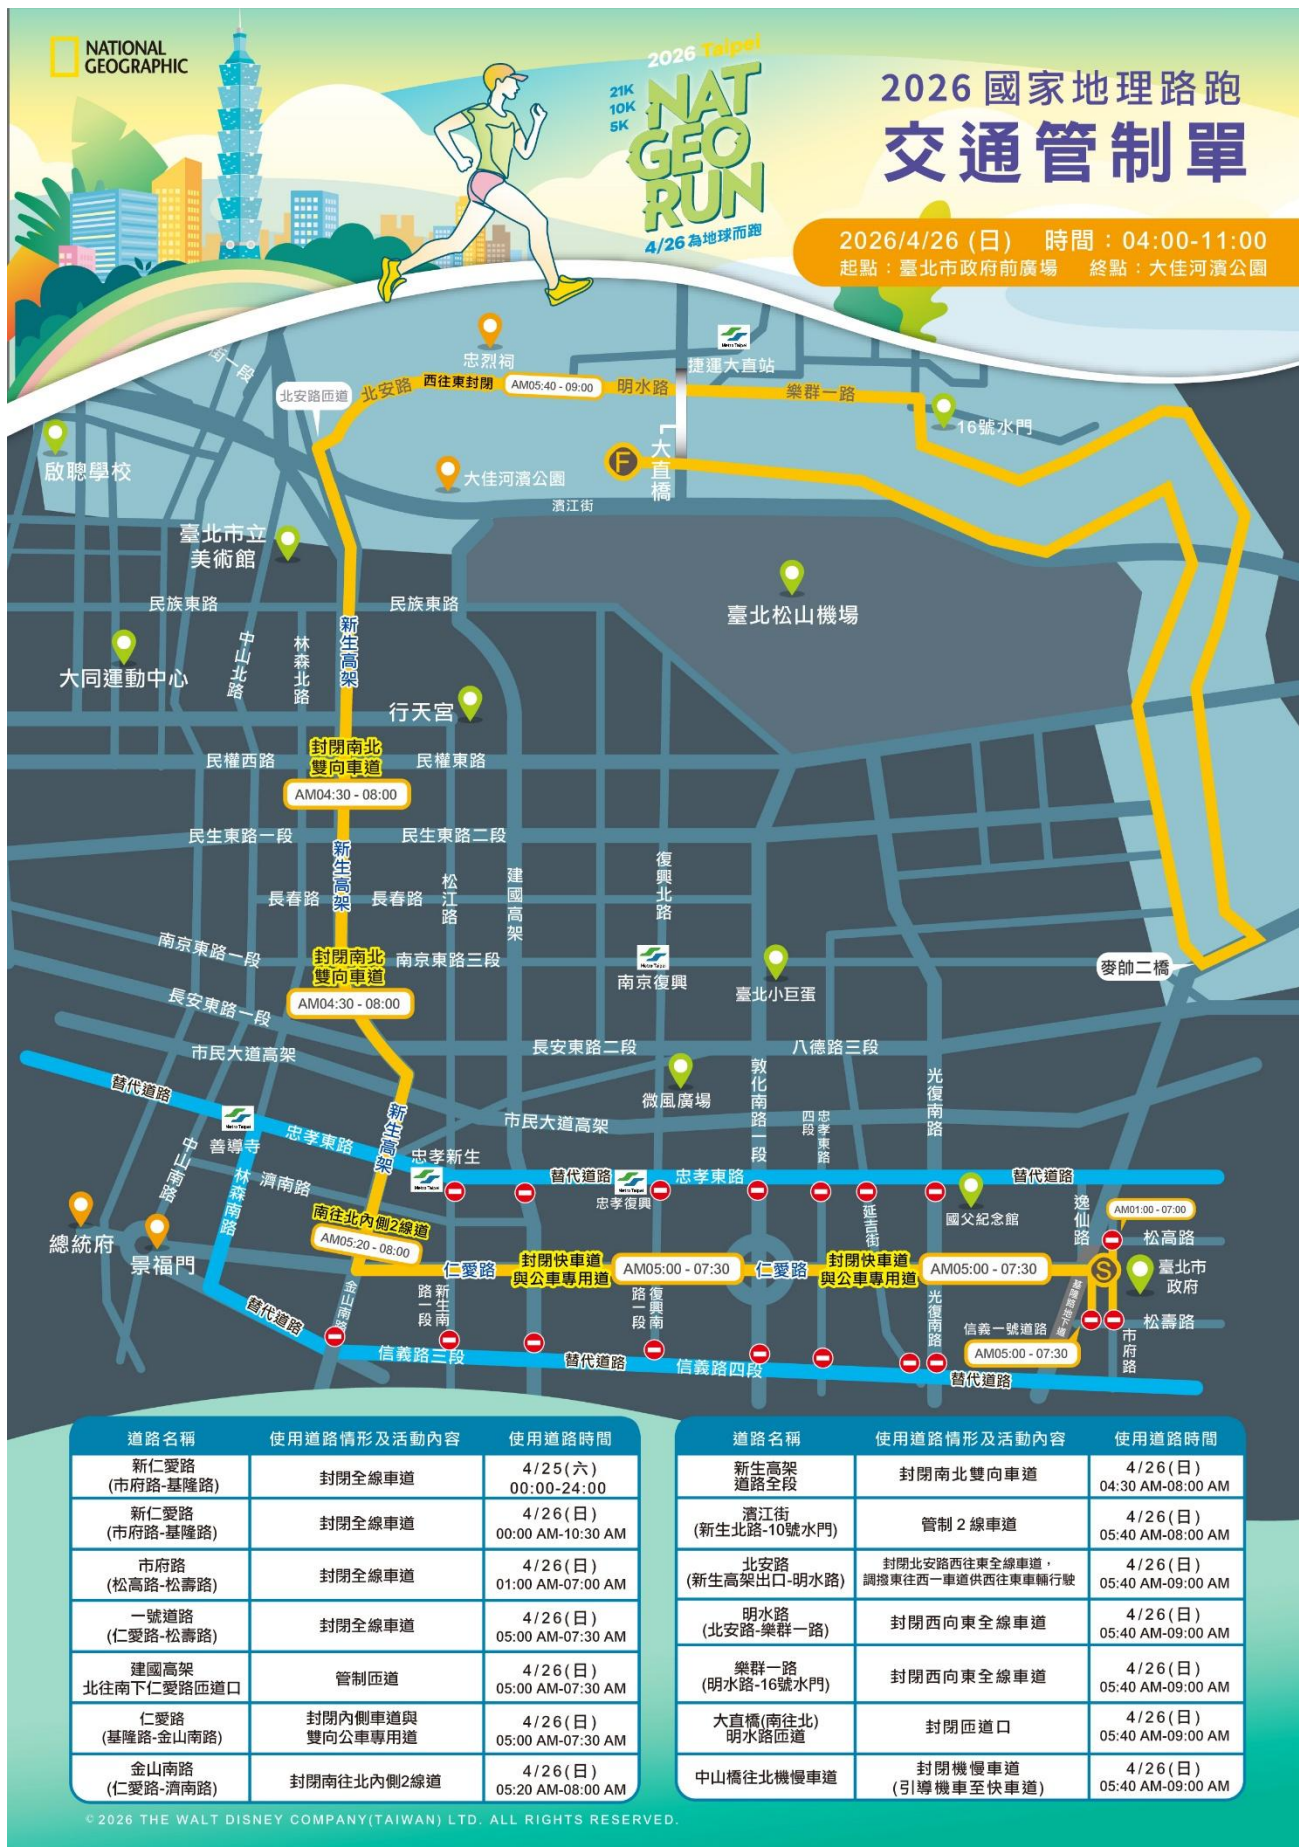 NATIONAL
GEOGRAPHIC
2026 Taipei
21K
10K
5K
NAT
GEO
RUN
4/26 為地球而跑
2026 國家地理路跑
交通管制單
2026/4/26 (日) 時間:04:00-11:00
起點:臺北市政府前廣場 終點:大佳河濱公園
街一段
忠烈祠
Metro Taipei
捷運大直站
北安路匝道
北安路
西往東封閉
AM05:40 - 09:00
明水路
樂群一路
16號水門
啟聰學校
大佳河濱公園
F
大直橋
濱江街
臺北市立
美術館
臺北松山機場
民族東路
民族東路
新生高架
中山北路
林森北路
大同運動中心
行天宮
封閉南北
雙向車道
AM04:30 - 08:00
民權西路
民權東路
民生東路一段
民生東路二段
新生高架
長春路
長春路
松江路
建國高架
復興北路
南京東路一段
封閉南北
雙向車道
AM04:30 - 08:00
南京東路三段
Metro Taipei
南京復興
臺北小巨蛋
麥帥二橋
長安東路一段
市民大道高架
長安東路二段
八德路三段
微風廣場
敦化南路一段
光復南路
替代道路
新生高架
市民大道高架
忠孝東路四段
Metro Taipei
善導寺
忠孝東路
忠孝新生
Metro Taipei
替代道路
Metro Taipei
忠孝復興
忠孝東路
替代道路
中山南路
林森南路
濟南路
延吉街
國父紀念館
逸仙路
AM01:00 - 07:00
松高路
總統府
景福門
南往北內側2線道
AM05:20 - 08:00
仁愛路
封閉快車道
與公車專用道
AM05:00 - 07:30
仁愛路
封閉快車道
與公車專用道
AM05:00 - 07:30
S
臺北市
政府
替代道路
金山南路
新生南路一段
復興南路一段
光復南路
基隆路地下道
信義一號道路
AM05:00 - 07:30
松壽路
市府路
信義路三段
替代道路
信義路四段
替代道路
道路名稱 使用道路情形及活動內容 使用道路時間
新仁愛路
(市府路-基隆路)
封閉全線車道
4/25(六)
00:00-24:00
新仁愛路
(市府路-基隆路)
封閉全線車道
4/26(日)
00:00 AM-10:30 AM
市府路
(松高路-松壽路)
封閉全線車道
4/26(日)
01:00 AM-07:00 AM
一號道路
(仁愛路-松壽路)
封閉全線車道
4/26(日)
05:00 AM-07:30 AM
建國高架
北往南下仁愛路匝道口
管制匝道
4/26(日)
05:00 AM-07:30 AM
仁愛路
(基隆路-金山南路)
封閉內側車道與
雙向公車專用道
4/26(日)
05:00 AM-07:30 AM
金山南路
(仁愛路-濟南路)
封閉南往北內側2線道
4/26(日)
05:20 AM-08:00 AM
道路名稱 使用道路情形及活動內容 使用道路時間
新生高架
道路全段
封閉南北雙向車道
4/26(日)
04:30 AM-08:00 AM
濱江街
(新生北路-10號水門)
管制 2 線車道
4/26(日)
05:40 AM-08:00 AM
北安路
(新生高架出口-明水路)
封閉北安路西往東全線車道,
調撥東往西一車道供西往東車輛行駛
4/26(日)
05:40 AM-09:00 AM
明水路
(北安路-樂群一路)
封閉西向東全線車道
4/26(日)
05:40 AM-09:00 AM
樂群一路
(明水路-16號水門)
封閉西向東全線車道
4/26(日)
05:40 AM-09:00 AM
大直橋(南往北)
明水路匝道
封閉匝道口
4/26(日)
05:40 AM-09:00 AM
中山橋往北機慢車道
封閉機慢車道
(引導機車至快車道)
4/26(日)
05:40 AM-09:00 AM
©2026 THE WALT DISNEY COMPANY(TAIWAN) LTD. ALL RIGHTS RESERVED.